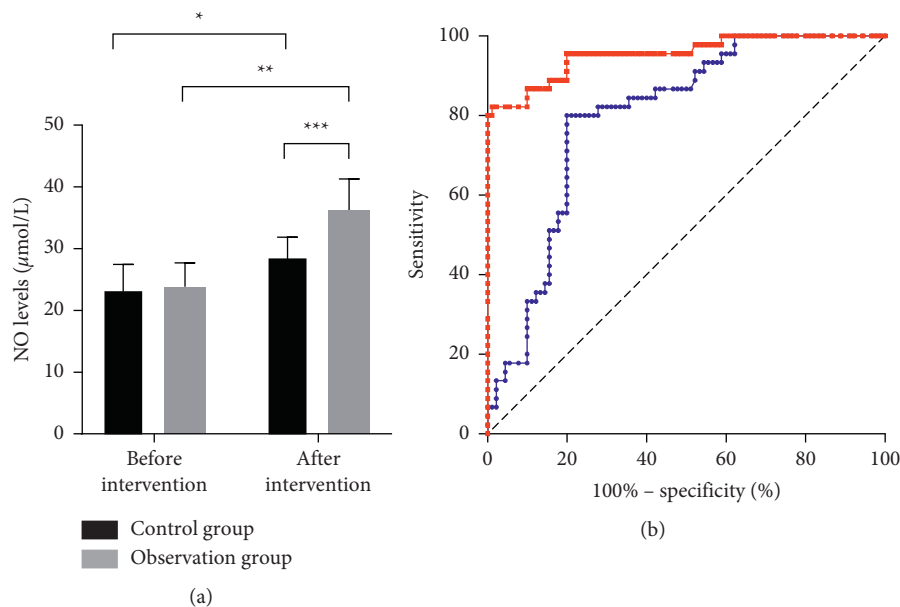 *
**
***
50
40
30
20
10
0
NO levels (μmol/L)
Before
intervention
After
intervention
Control group
Observation group
(a)
100
80
60
40
20
0
Sensitivity
0 20 40 60 80 100
100% – specificity (%)
(b)